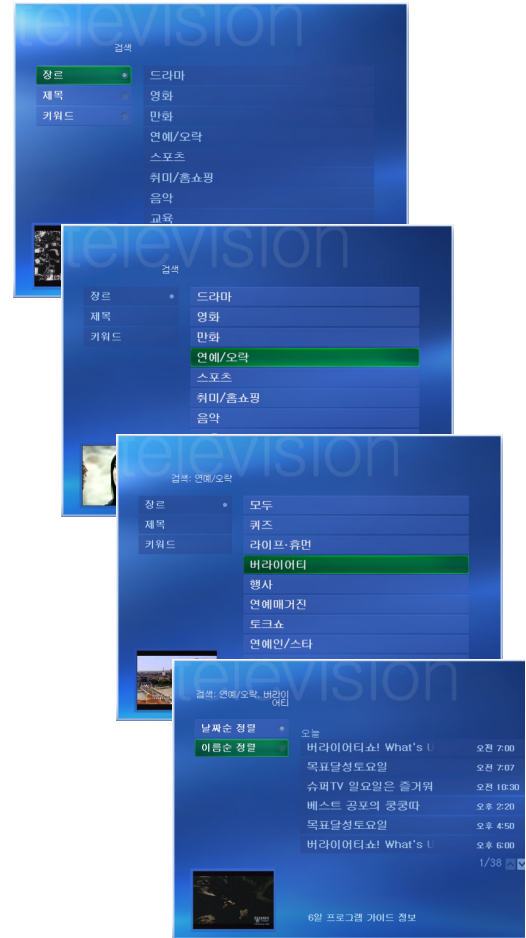 television
검색
장르
제목
키워드
드라마
영화
만화
연예/오락
스포츠
취미/홈쇼핑
음악
교육
television
검색
장르
제목
키워드
드라마
영화
만화
연예/오락
스포츠
취미/홈쇼핑
음악
television
검색: 연예/오락
장르
제목
키워드
모두
퀴즈
라이프·휴먼
버라이어티
행사
연예매거진
토크쇼
연예인/스타
television
검색: 연예/오락, 버라이
어티
날짜순 정렬
이름순 정렬
오늘
버라이어티쇼! What's U 오전 7:00
목표달성토요일 오전 7:07
슈퍼TV 일요일은 즐거워 오전 10:30
베스트 공포의 쿵쿵따 오후 2:20
목표달성토요일 오후 4:50
버라이어티쇼! What's U 오후 6:00
1/38
6일 프로그램 가이드 정보